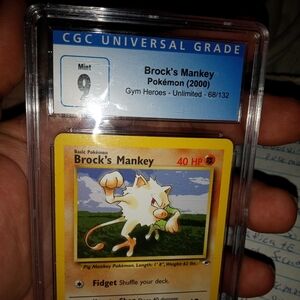 CGC UNIVERSAL GRADE
Mint
9
Brock's Mankey
Pokémon (2000)
Gym Heroes - Unlimited - 68/132
Basic Pokémon
Brock's Mankey
40 HP
Pig Monkey Pokémon. Length: 1' 8", Weight: 62 lbs.
Fidget Shuffle your deck.